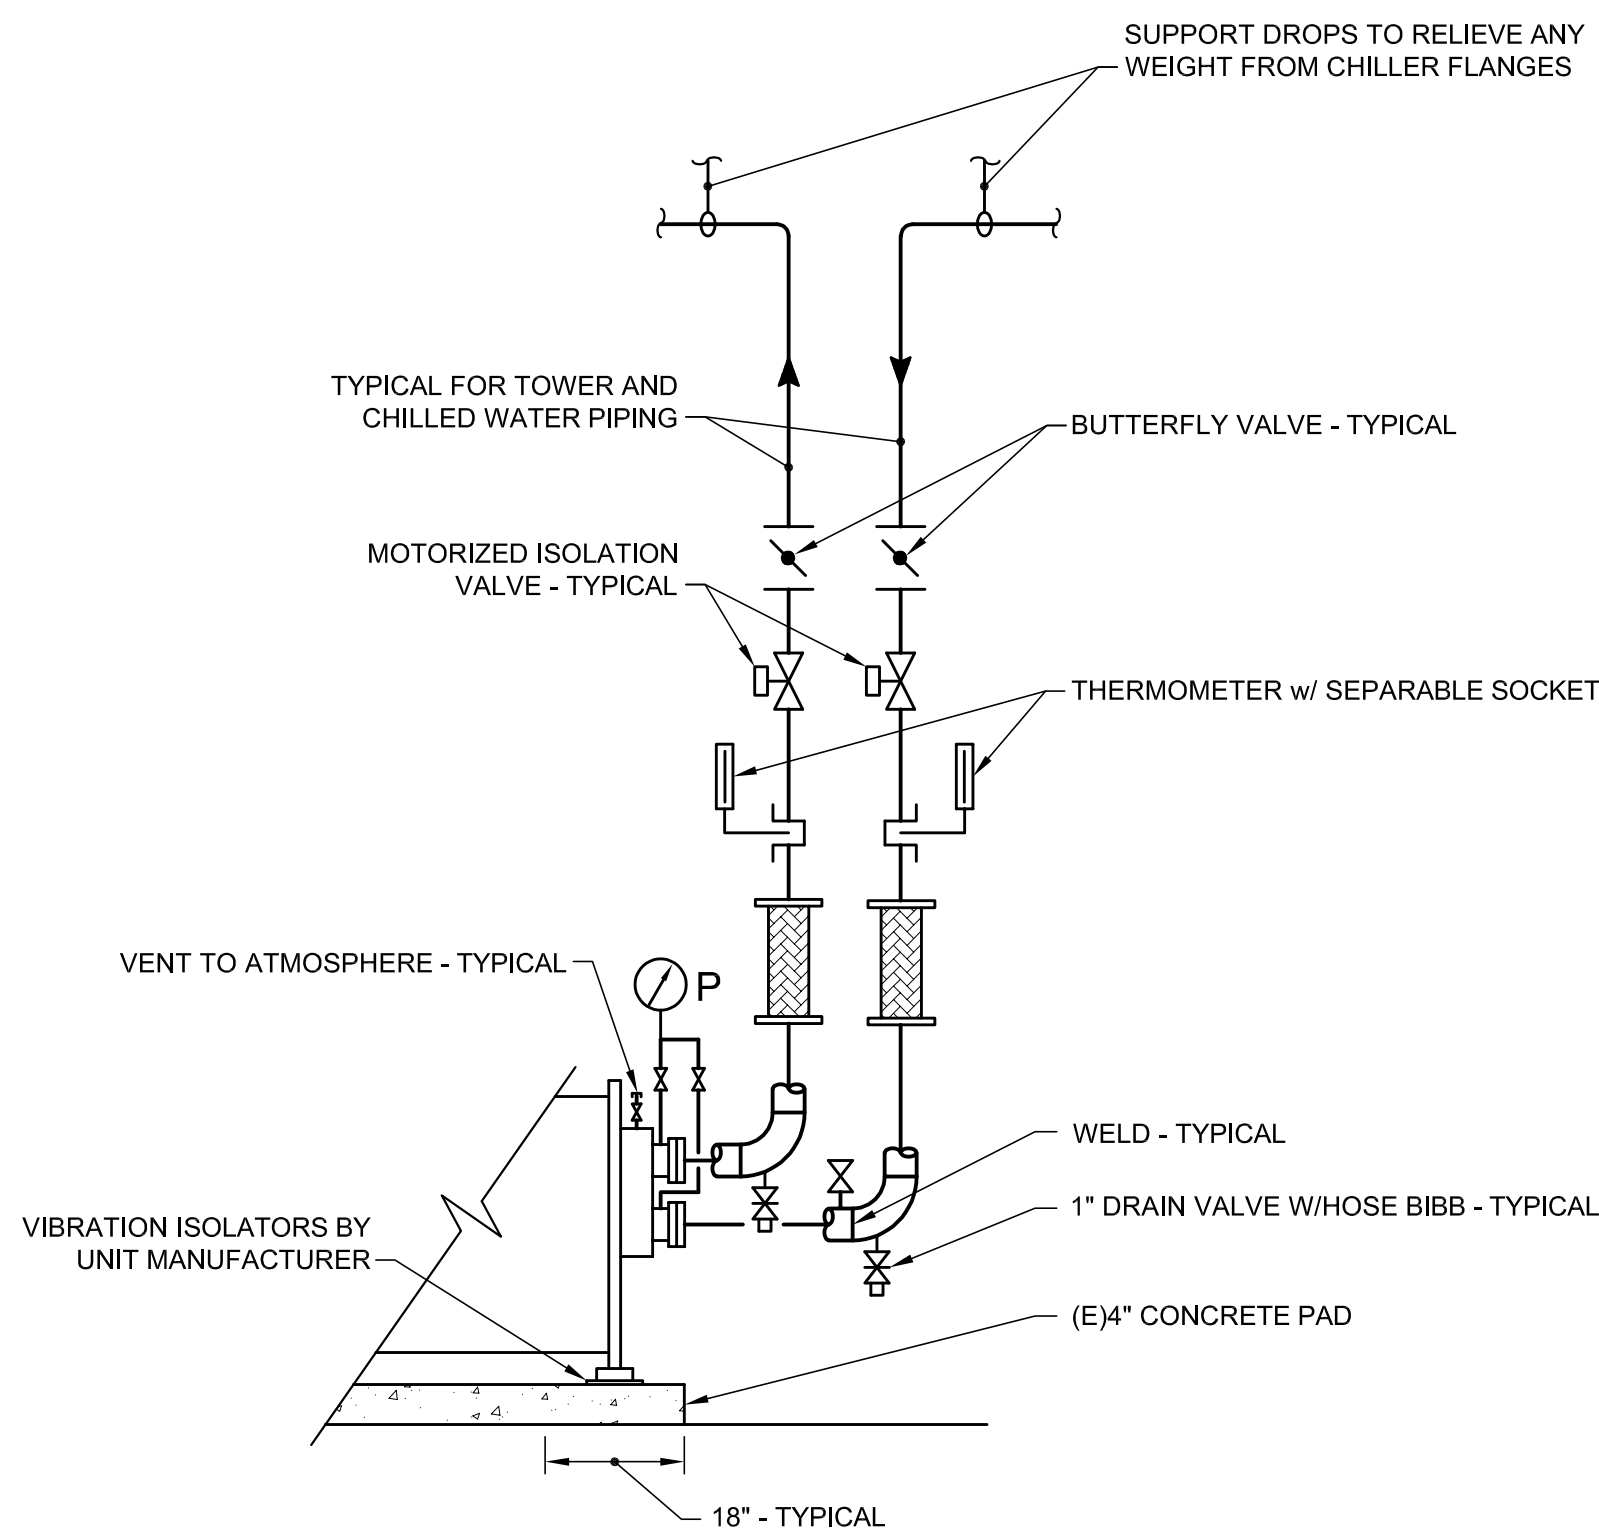 SUPPORT DROPS TO RELIEVE ANY
WEIGHT FROM CHILLER FLANGES
TYPICAL FOR TOWER AND
CHILLED WATER PIPING
BUTTERFLY VALVE - TYPICAL
MOTORIZED ISOLATION
VALVE - TYPICAL
THERMOMETER w/ SEPARABLE SOCKET
VENT TO ATMOSPHERE - TYPICAL
P
WELD - TYPICAL
1" DRAIN VALVE W/HOSE BIBB - TYPICAL
VIBRATION ISOLATORS BY
UNIT MANUFACTURER
(E)4" CONCRETE PAD
18" - TYPICAL